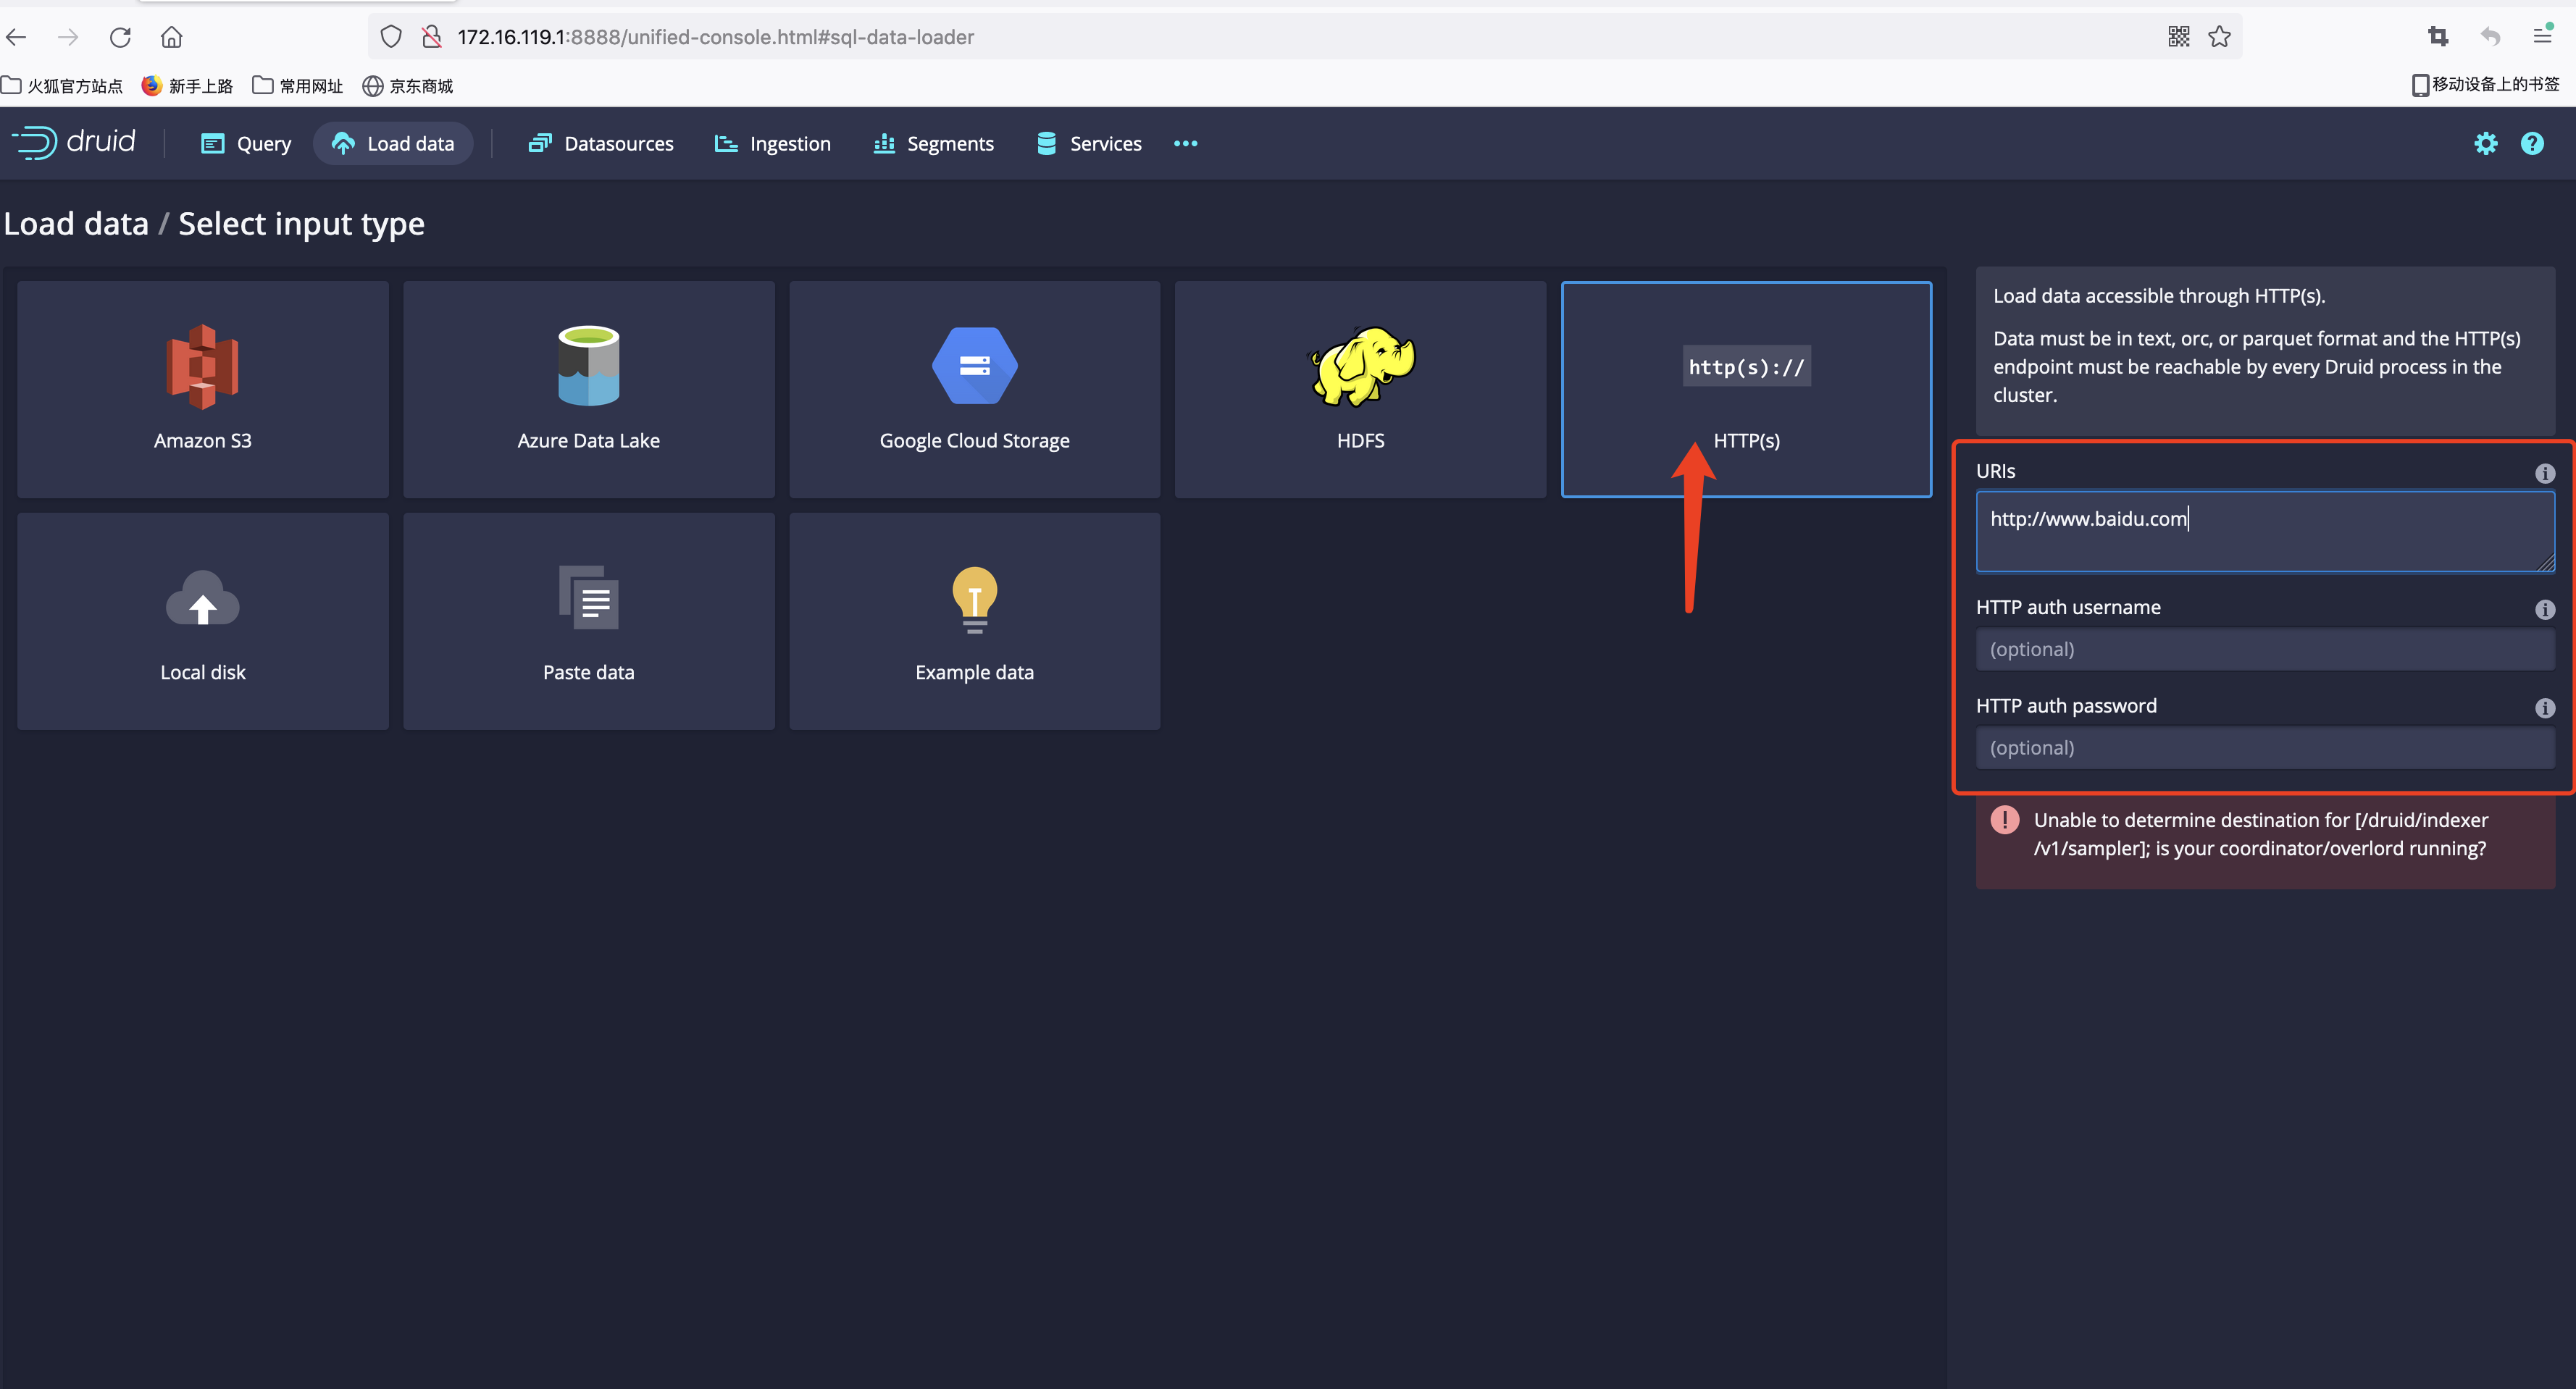 172.16.119.1:8888/unified-console.html#sql-data-loader
火狐官方站点 新手上路 常用网址 京东商城 移动设备上的书签
druid Query Load data Datasources Ingestion Segments Services
Load data / Select input type
Amazon S3
Azure Data Lake
Google Cloud Storage
HDFS
http(s)://
HTTP(s)
Local disk
Paste data
Example data
Load data accessible through HTTP(s).
Data must be in text, orc, or parquet format and the HTTP(s)
endpoint must be reachable by every Druid process in the
cluster.
URIs
http://www.baidu.com
HTTP auth username
(optional)
HTTP auth password
(optional)
Unable to determine destination for [/druid/indexer
/v1/sampler]; is your coordinator/overlord running?